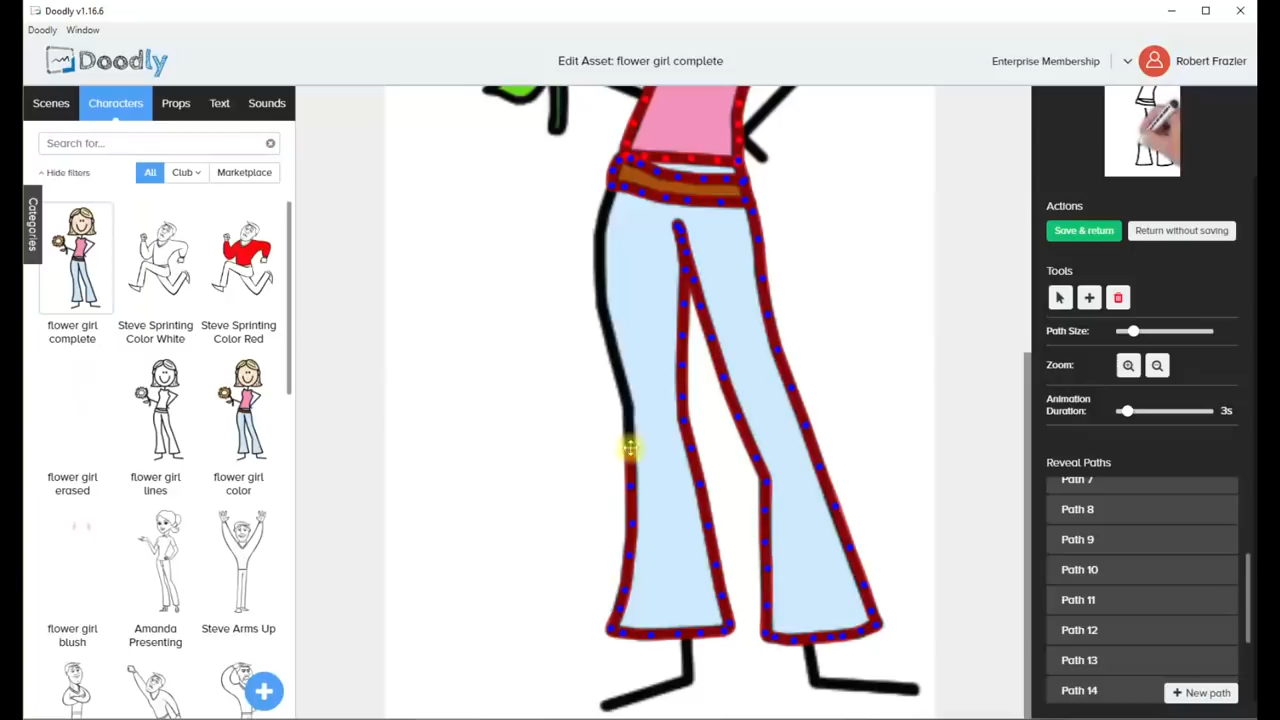 Doodly v1.16.6
Doodly Window
Doodly
Edit Asset: flower girl complete
Enterprise Membership
Robert Frazier
Scenes Characters Props Text Sounds
Search for...
Hide filters
All Club Marketplace
Categories
flower girl complete
Steve Sprinting Color White
Steve Sprinting Color Red
flower girl erased
flower girl lines
flower girl color
flower girl blush
Amanda Presenting
Steve Arms Up
Actions
Save & return Return without saving
Tools
Path Size:
Zoom:
Animation
Duration: 3s
Reveal Paths
Path 7
Path 8
Path 9
Path 10
Path 11
Path 12
Path 13
Path 14
+ New path